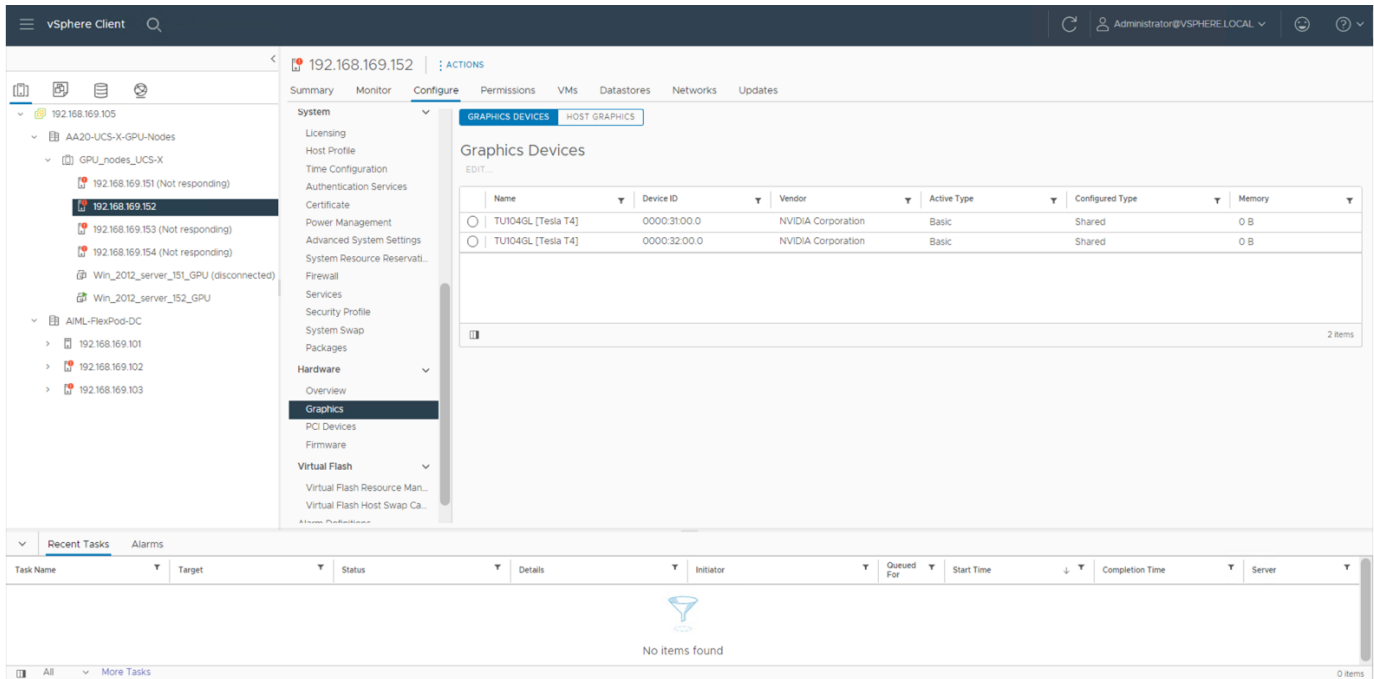 vSphere Client
Administrator@VSPHERE.LOCAL
192.168.169.152
ACTIONS
Summary Monitor Configure Permissions VMs Datastores Networks Updates
192.168.169.105
AA20-UCS-X-GPU-Nodes
GPU_nodes_UCS-X
192.168.169.151 (Not responding)
192.168.169.152
192.168.169.153 (Not responding)
192.168.169.154 (Not responding)
Win_2012_server_151_GPU (disconnected)
Win_2012_server_152_GPU
AIML-FlexPod-DC
192.168.169.101
192.168.169.102
192.168.169.103
System
Licensing
Host Profile
Time Configuration
Authentication Services
Certificate
Power Management
Advanced System Settings
System Resource Reservati...
Firewall
Services
Security Profile
System Swap
Packages
Hardware
Overview
Graphics
PCI Devices
Firmware
Virtual Flash
Virtual Flash Resource Man...
Virtual Flash Host Swap Ca...
Alarm Definitions
GRAPHICS DEVICES HOST GRAPHICS
Graphics Devices
EDIT...
Name Device ID Vendor Active Type Configured Type Memory
TU104GL [Tesla T4] 0000:31:00.0 NVIDIA Corporation Basic Shared 0 B
TU104GL [Tesla T4] 0000:32:00.0 NVIDIA Corporation Basic Shared 0 B
2 items
Recent Tasks Alarms
Task Name Target Status Details Initiator Queued For Start Time Completion Time Server
No items found
All More Tasks
0 items